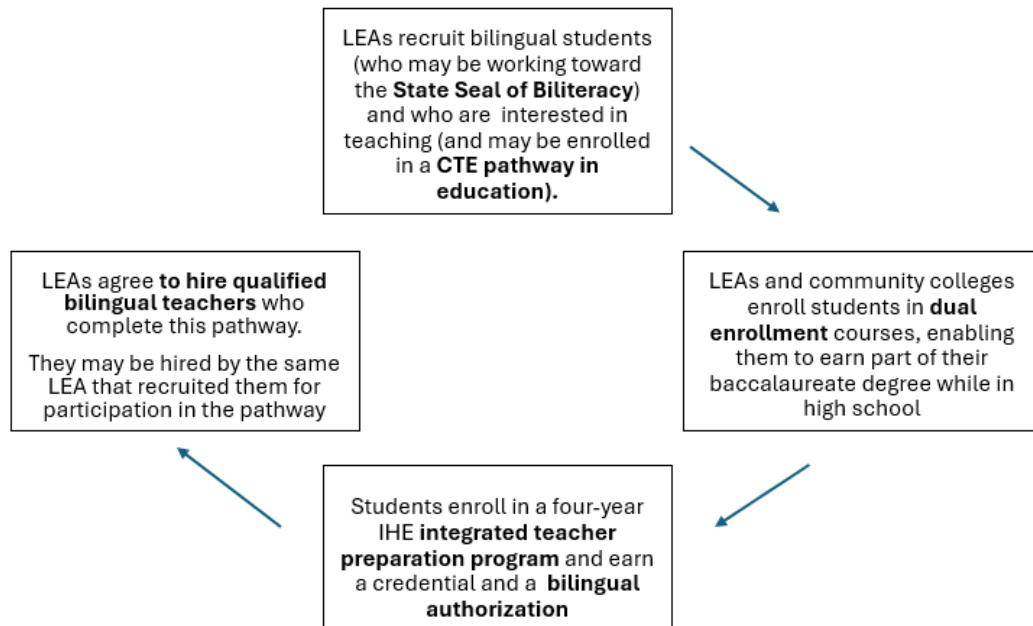 LEAs recruit bilingual students
(who may be working toward
the State Seal of Biliteracy)
and who are interested in
teaching (and may be enrolled
in a CTE pathway in
education).
LEAs and community colleges
enroll students in dual
enrollment courses, enabling
them to earn part of their
baccalaureate degree while in
high school
Students enroll in a four-year
IHE integrated teacher
preparation program and earn
a credential and a bilingual
authorization
LEAs agree to hire qualified
bilingual teachers who
complete this pathway.
They may be hired by the same
LEA that recruited them for
participation in the pathway